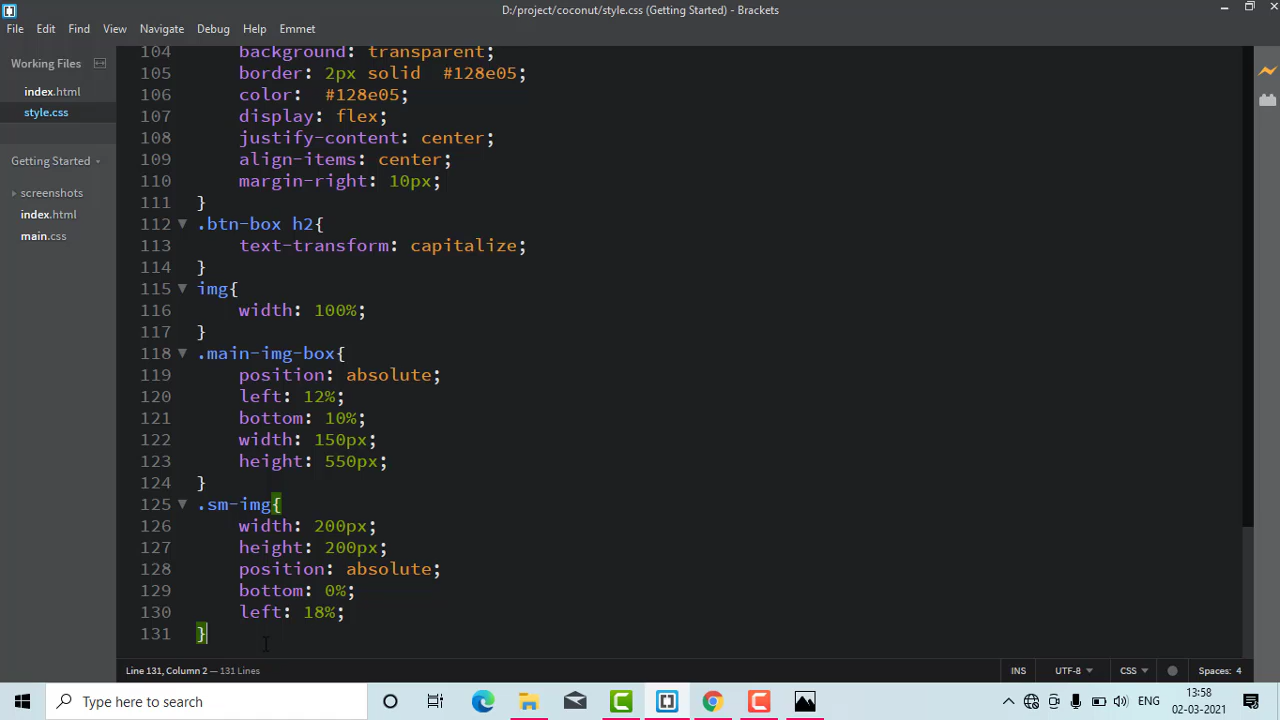 D:/project/coconut/style.css (Getting Started) - Brackets
File Edit Find View Navigate Debug Help Emmet
Working Files
index.html
style.css
Getting Started
screenshots
index.html
main.css
104 background: transparent;
105 border: 2px solid #128e05;
106 color: #128e05;
107 display: flex;
108 justify-content: center;
109 align-items: center;
110 margin-right: 10px;
111 }
112 .btn-box h2{
113 text-transform: capitalize;
114 }
115 img{
116 width: 100%;
117 }
118 .main-img-box{
119 position: absolute;
120 left: 12%;
121 bottom: 10%;
122 width: 150px;
123 height: 550px;
124 }
125 .sm-img{
126 width: 200px;
127 height: 200px;
128 position: absolute;
129 bottom: 0%;
130 left: 18%;
131 }
Line 131, Column 2 — 131 Lines
INS UTF-8 CSS Spaces: 4
Type here to search
ENG
13:58
02-03-2021